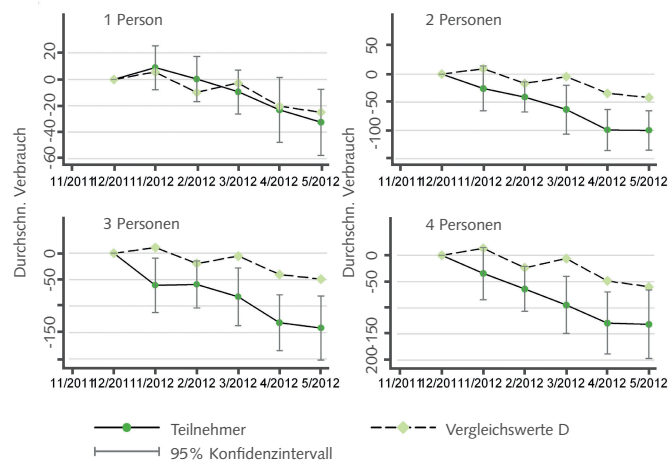 1 Person
2 Personen
Durchschn. Verbrauch
20
0
-20
-40
-60
11/2011 12/2011 11/2012 2/2012 3/2012 4/2012 5/2012
Durchschn. Verbrauch
50
0
-50
-100
11/2011 12/2011 11/2012 2/2012 3/2012 4/2012 5/2012
3 Personen
4 Personen
0
-50
-150
11/2011 12/2011 11/2012 2/2012 3/2012 4/2012 5/2012
0
-50
-150
200
11/2011 12/2011 11/2012 2/2012 3/2012 4/2012 5/2012
Teilnehmer
Vergleichswerte D
95% Konfidenzintervall